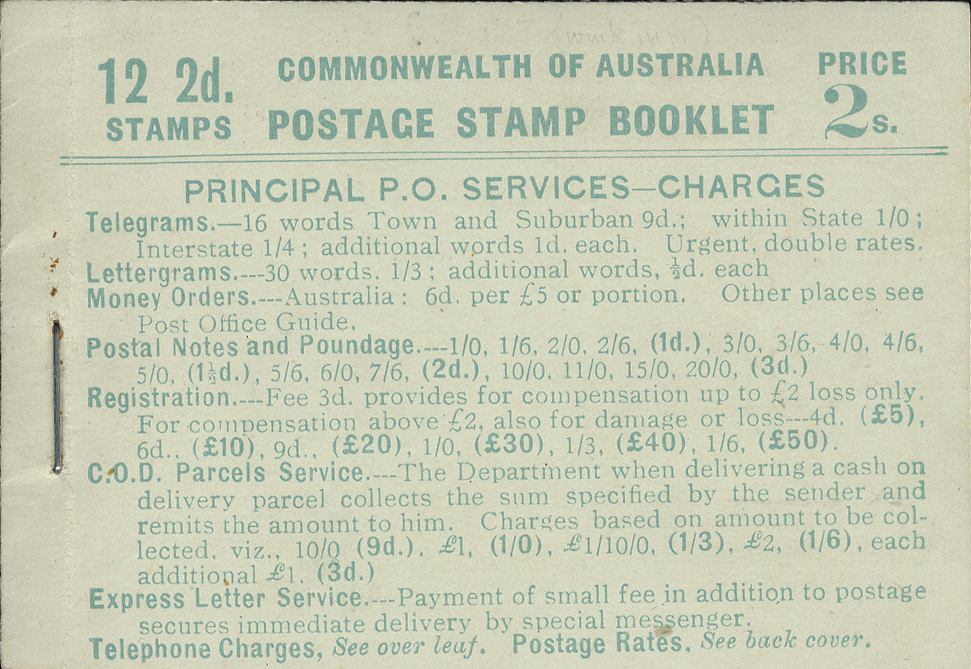 12 2d. STAMPS
COMMONWEALTH OF AUSTRALIA
POSTAGE STAMP BOOKLET
PRICE 2s.
PRINCIPAL P.O. SERVICES—CHARGES
Telegrams.—16 words Town and Suburban 9d.; within State 1/0;
Interstate 1/4; additional words 1d. each. Urgent, double rates.
Lettergrams.---30 words. 1/3; additional words, ½d. each
Money Orders.---Australia: 6d. per £5 or portion. Other places see
Post Office Guide.
Postal Notes and Poundage.---1/0, 1/6, 2/0, 2/6, (1d.), 3/0, 3/6, 4/0, 4/6,
5/0, (1½d.), 5/6, 6/0, 7/6, (2d.), 10/0, 11/0, 15/0, 20/0, (3d.)
Registration.---Fee 3d. provides for compensation up to £2 loss only.
For compensation above £2, also for damage or loss---4d. (£5),
6d., (£10), 9d., (£20), 1/0, (£30), 1/3, (£40), 1/6, (£50).
C.O.D. Parcels Service.---The Department when delivering a cash on
delivery parcel collects the sum specified by the sender and
remits the amount to him. Charges based on amount to be col-
lected, viz., 10/0 (9d.), £1, (1/0), £1/10/0, (1/3), £2, (1/6), each
additional £1. (3d.)
Express Letter Service.---Payment of small fee in addition to postage
secures immediate delivery by special messenger.
Telephone Charges, See over leaf. Postage Rates, See back cover.